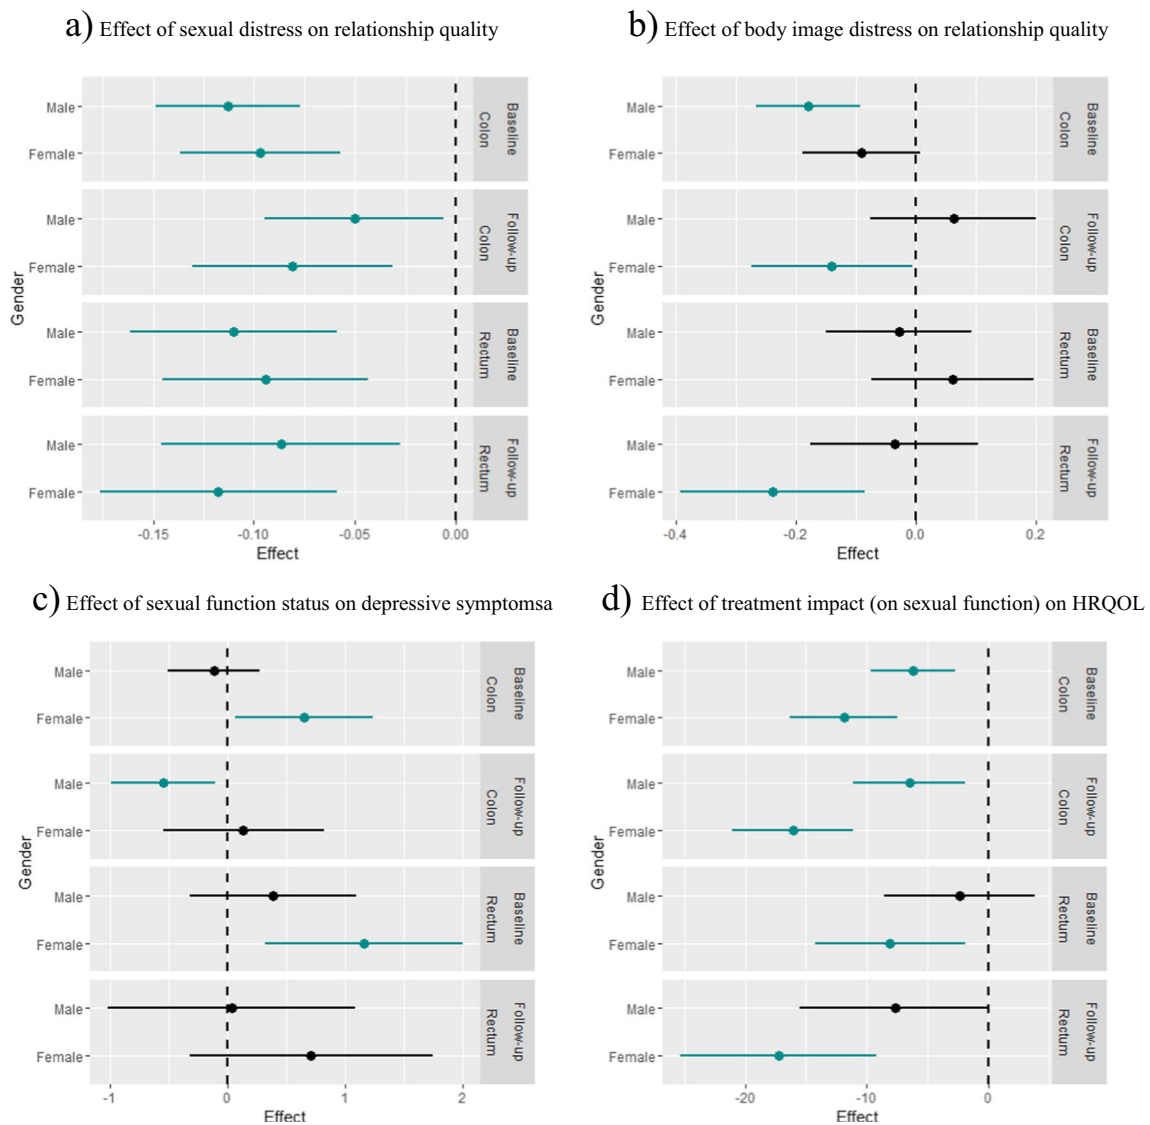 a) Effect of sexual distress on relationship quality
Male
Female
Colon
Baseline
Male
Female
Colon
Follow-up
Male
Female
Rectum
Baseline
Male
Female
Rectum
Follow-up
Gender
-0.15 -0.10 -0.05 0.00
Effect
b) Effect of body image distress on relationship quality
Male
Female
Colon
Baseline
Male
Female
Colon
Follow-up
Male
Female
Rectum
Baseline
Male
Female
Rectum
Follow-up
Gender
-0.4 -0.2 0.0 0.2
Effect
c) Effect of sexual function status on depressive symptomsa
Male
Female
Colon
Baseline
Male
Female
Colon
Follow-up
Male
Female
Rectum
Baseline
Male
Female
Rectum
Follow-up
Gender
-1 0 1 2
Effect
d) Effect of treatment impact (on sexual function) on HRQOL
Male
Female
Colon
Baseline
Male
Female
Colon
Follow-up
Male
Female
Rectum
Baseline
Male
Female
Rectum
Follow-up
Gender
-20 -10 0
Effect